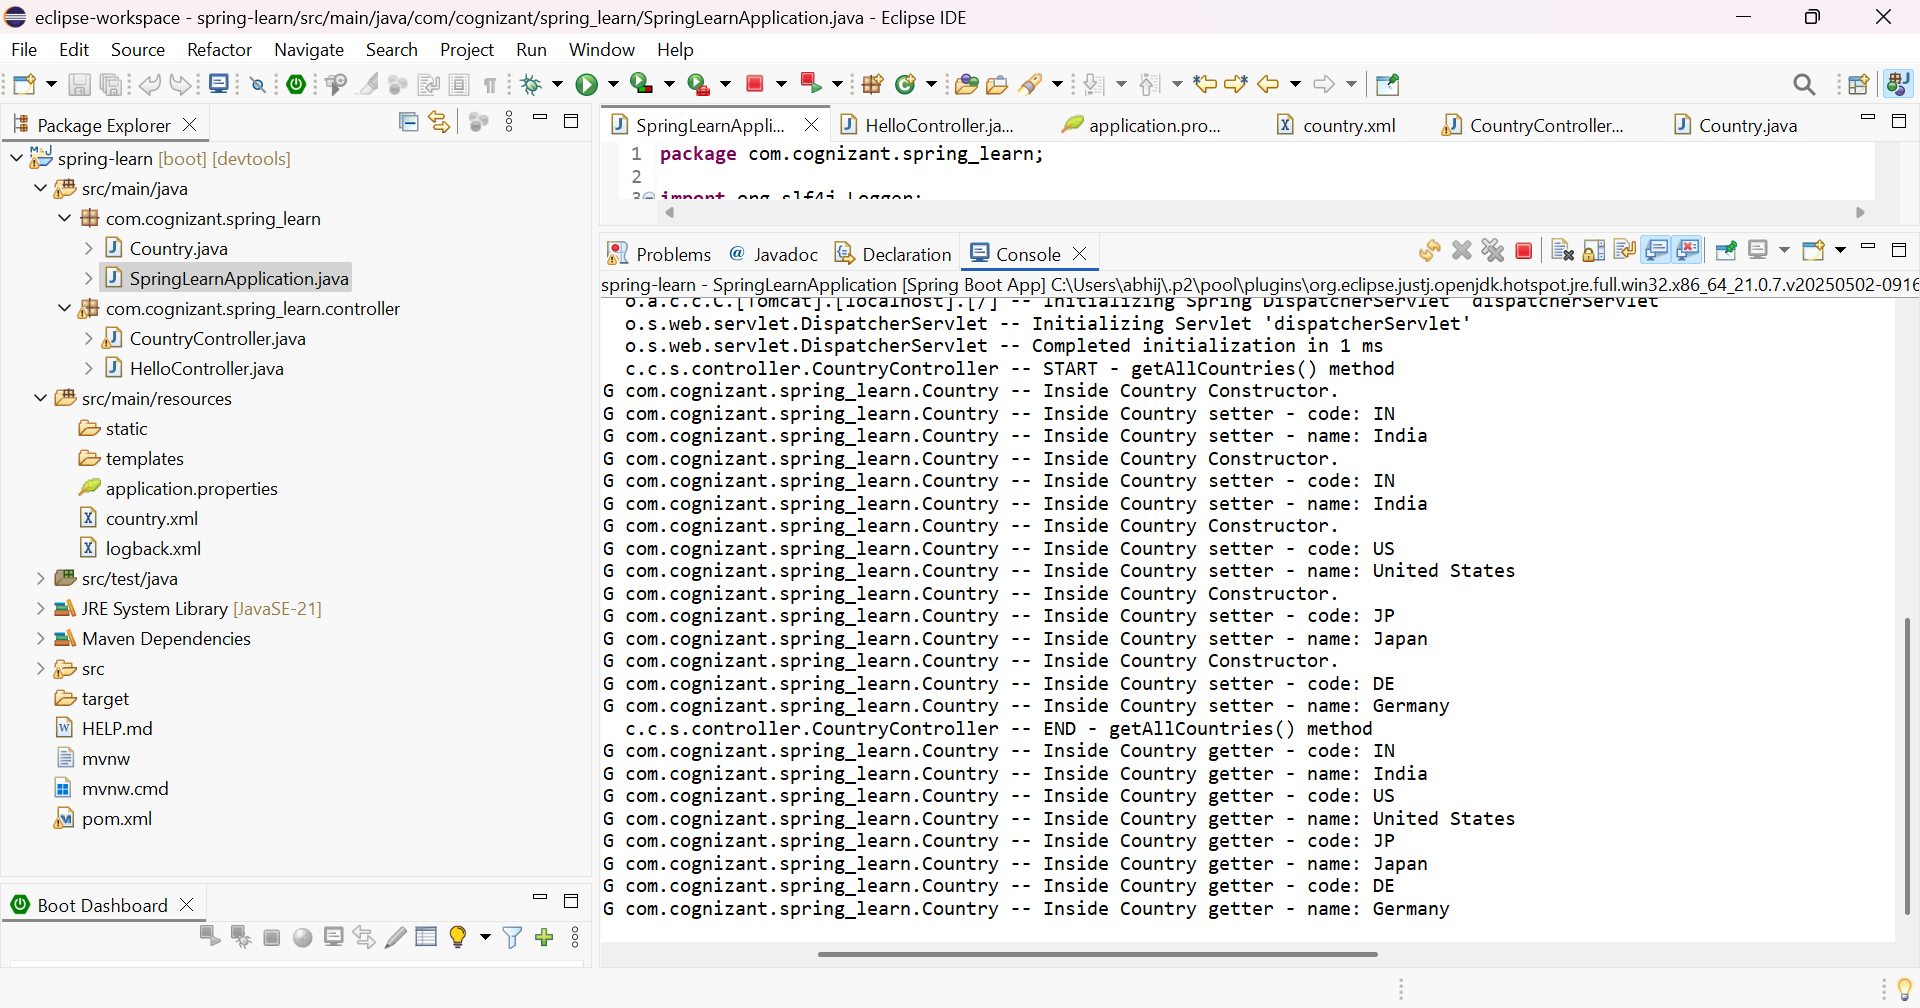 eclipse-workspace - spring-learn/src/main/java/com/cognizant/spring_learn/SpringLearnApplication.java - Eclipse IDE
File Edit Source Refactor Navigate Search Project Run Window Help
Package Explorer
spring-learn [boot] [devtools]
src/main/java
com.cognizant.spring_learn
Country.java
SpringLearnApplication.java
com.cognizant.spring_learn.controller
CountryController.java
HelloController.java
src/main/resources
static
templates
application.properties
country.xml
logback.xml
src/test/java
JRE System Library [JavaSE-21]
Maven Dependencies
src
target
HELP.md
mvnw
mvnw.cmd
pom.xml
Boot Dashboard
SpringLearnAppli... HelloController.ja... application.pro... country.xml CountryController... Country.java
1 package com.cognizant.spring_learn;
2
3 import org.slf4j.Logger;
Problems @ Javadoc Declaration Console
spring-learn - SpringLearnApplication [Spring Boot App] C:\Users\abhij\.p2\pool\plugins\org.eclipse.justj.openjdk.hotspot.jre.full.win32.x86_64_21.0.7.v20250502-0916
o.a.c.c.C.[Tomcat].[localhost].[/] -- Initializing Spring DispatcherServlet 'dispatcherServlet'
o.s.web.servlet.DispatcherServlet -- Initializing Servlet 'dispatcherServlet'
o.s.web.servlet.DispatcherServlet -- Completed initialization in 1 ms
c.c.s.controller.CountryController -- START - getAllCountries() method
G com.cognizant.spring_learn.Country -- Inside Country Constructor.
G com.cognizant.spring_learn.Country -- Inside Country setter - code: IN
G com.cognizant.spring_learn.Country -- Inside Country setter - name: India
G com.cognizant.spring_learn.Country -- Inside Country Constructor.
G com.cognizant.spring_learn.Country -- Inside Country setter - code: IN
G com.cognizant.spring_learn.Country -- Inside Country setter - name: India
G com.cognizant.spring_learn.Country -- Inside Country Constructor.
G com.cognizant.spring_learn.Country -- Inside Country setter - code: US
G com.cognizant.spring_learn.Country -- Inside Country setter - name: United States
G com.cognizant.spring_learn.Country -- Inside Country Constructor.
G com.cognizant.spring_learn.Country -- Inside Country setter - code: JP
G com.cognizant.spring_learn.Country -- Inside Country setter - name: Japan
G com.cognizant.spring_learn.Country -- Inside Country Constructor.
G com.cognizant.spring_learn.Country -- Inside Country setter - code: DE
G com.cognizant.spring_learn.Country -- Inside Country setter - name: Germany
c.c.s.controller.CountryController -- END - getAllCountries() method
G com.cognizant.spring_learn.Country -- Inside Country getter - code: IN
G com.cognizant.spring_learn.Country -- Inside Country getter - name: India
G com.cognizant.spring_learn.Country -- Inside Country getter - code: US
G com.cognizant.spring_learn.Country -- Inside Country getter - name: United States
G com.cognizant.spring_learn.Country -- Inside Country getter - code: JP
G com.cognizant.spring_learn.Country -- Inside Country getter - name: Japan
G com.cognizant.spring_learn.Country -- Inside Country getter - code: DE
G com.cognizant.spring_learn.Country -- Inside Country getter - name: Germany